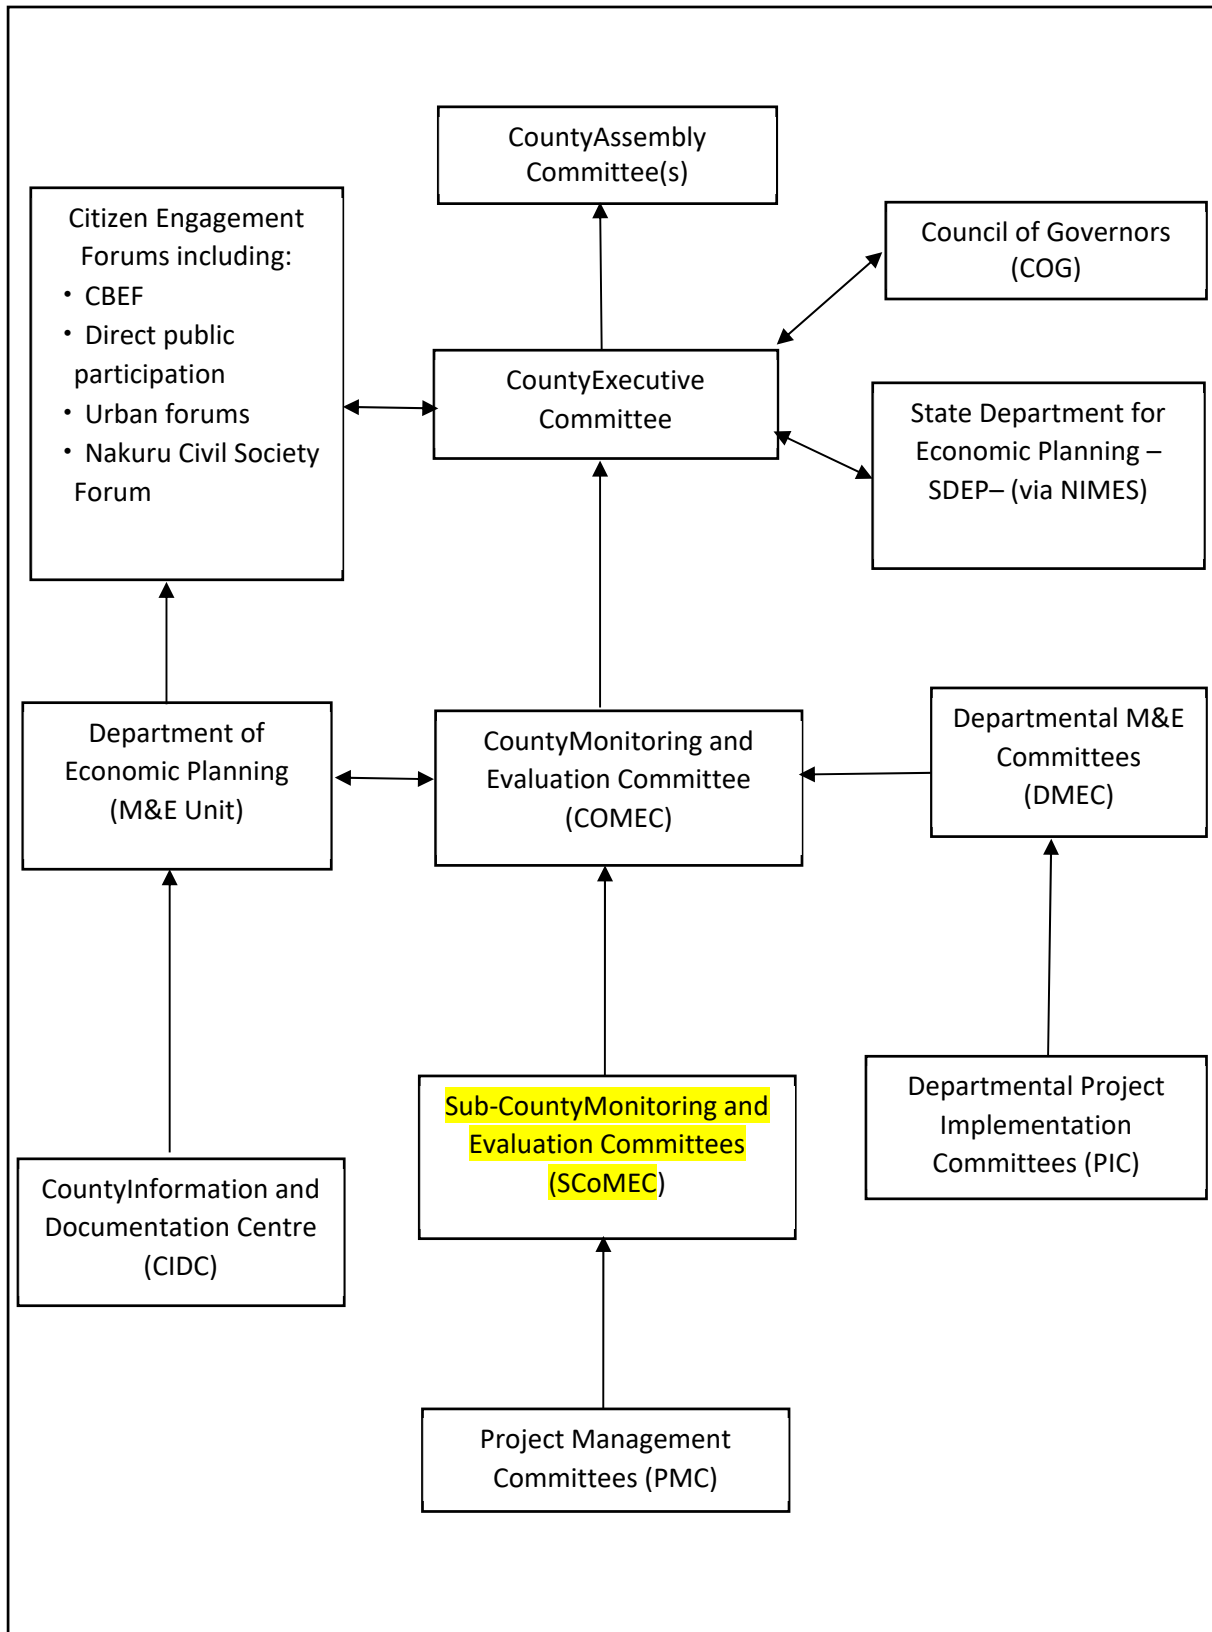 CountyAssembly
Committee(s)
Citizen Engagement
Forums including:
· CBEF
· Direct public
participation
· Urban forums
· Nakuru Civil Society
Forum
Council of Governors
(COG)
CountyExecutive
Committee
State Department for
Economic Planning –
SDEP– (via NIMES)
Department of
Economic Planning
(M&E Unit)
CountyMonitoring and
Evaluation Committee
(COMEC)
Departmental M&E
Committees
(DMEC)
Sub-CountyMonitoring and
Evaluation Committees
(SCoMEC)
Departmental Project
Implementation
Committees (PIC)
CountyInformation and
Documentation Centre
(CIDC)
Project Management
Committees (PMC)